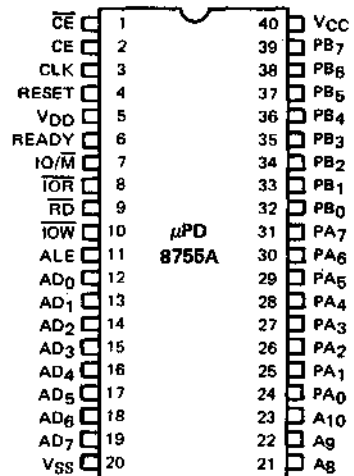 C̅E̅ 1 40 VCC
CE 2 39 PB7
CLK 3 38 PB6
RESET 4 37 PB5
VDD 5 36 PB4
READY 6 35 PB3
IO/M̅ 7 34 PB2
I̅O̅R̅ 8 33 PB1
R̅D̅ 9 32 PB0
I̅O̅W̅ 10 μPD 31 PA7
ALE 11 8755A 30 PA6
AD0 12 29 PA5
AD1 13 28 PA4
AD2 14 27 PA3
AD3 15 26 PA2
AD4 16 25 PA1
AD5 17 24 PA0
AD6 18 23 A10
AD7 19 22 A9
VSS 20 21 A8